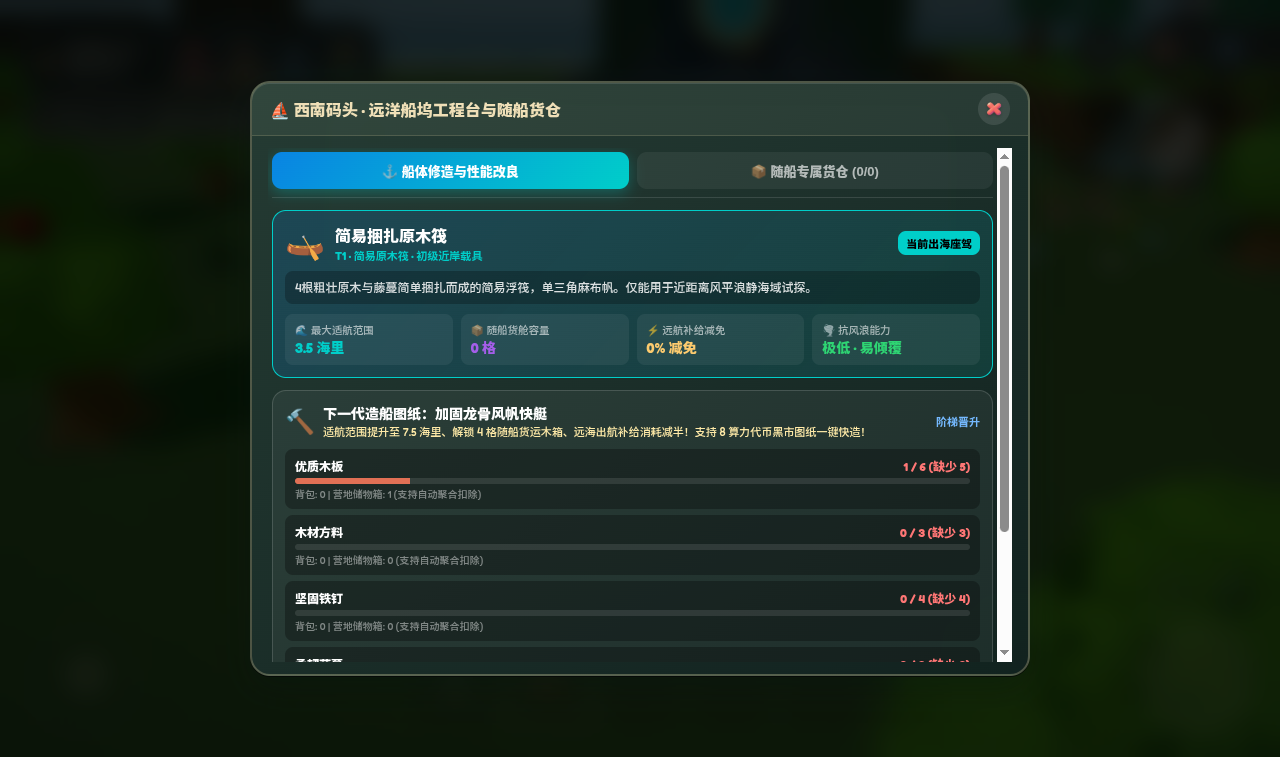 西南码头 · 远洋船坞工程台与随船货仓
船体修造与性能改良
随船专属货仓 (0/0)
简易捆扎原木筏
T1 · 简易原木筏 · 初级近岸载具
当前出海座驾
4根粗壮原木与藤蔓简单捆扎而成的简易浮筏，单三角麻布帆。仅能用于近距离风平浪静海域试探。
最大适航范围
3.5 海里
随船货舱容量
0 格
远航补给减免
0% 减免
抗风浪能力
极低 · 易倾覆
下一代造船图纸：加固龙骨风帆快艇
适航范围提升至 7.5 海里、解锁 4 格随船货运木箱、远海出航补给消耗减半！支持 8 算力代币黑市图纸一键快造！
阶梯晋升
优质木板
1 / 6 (缺少 5)
背包: 0 | 营地储物箱: 1 (支持自动聚合扣除)
木材方料
0 / 3 (缺少 3)
背包: 0 | 营地储物箱: 0 (支持自动聚合扣除)
坚固铁钉
0 / 4 (缺少 4)
背包: 0 | 营地储物箱: 0 (支持自动聚合扣除)